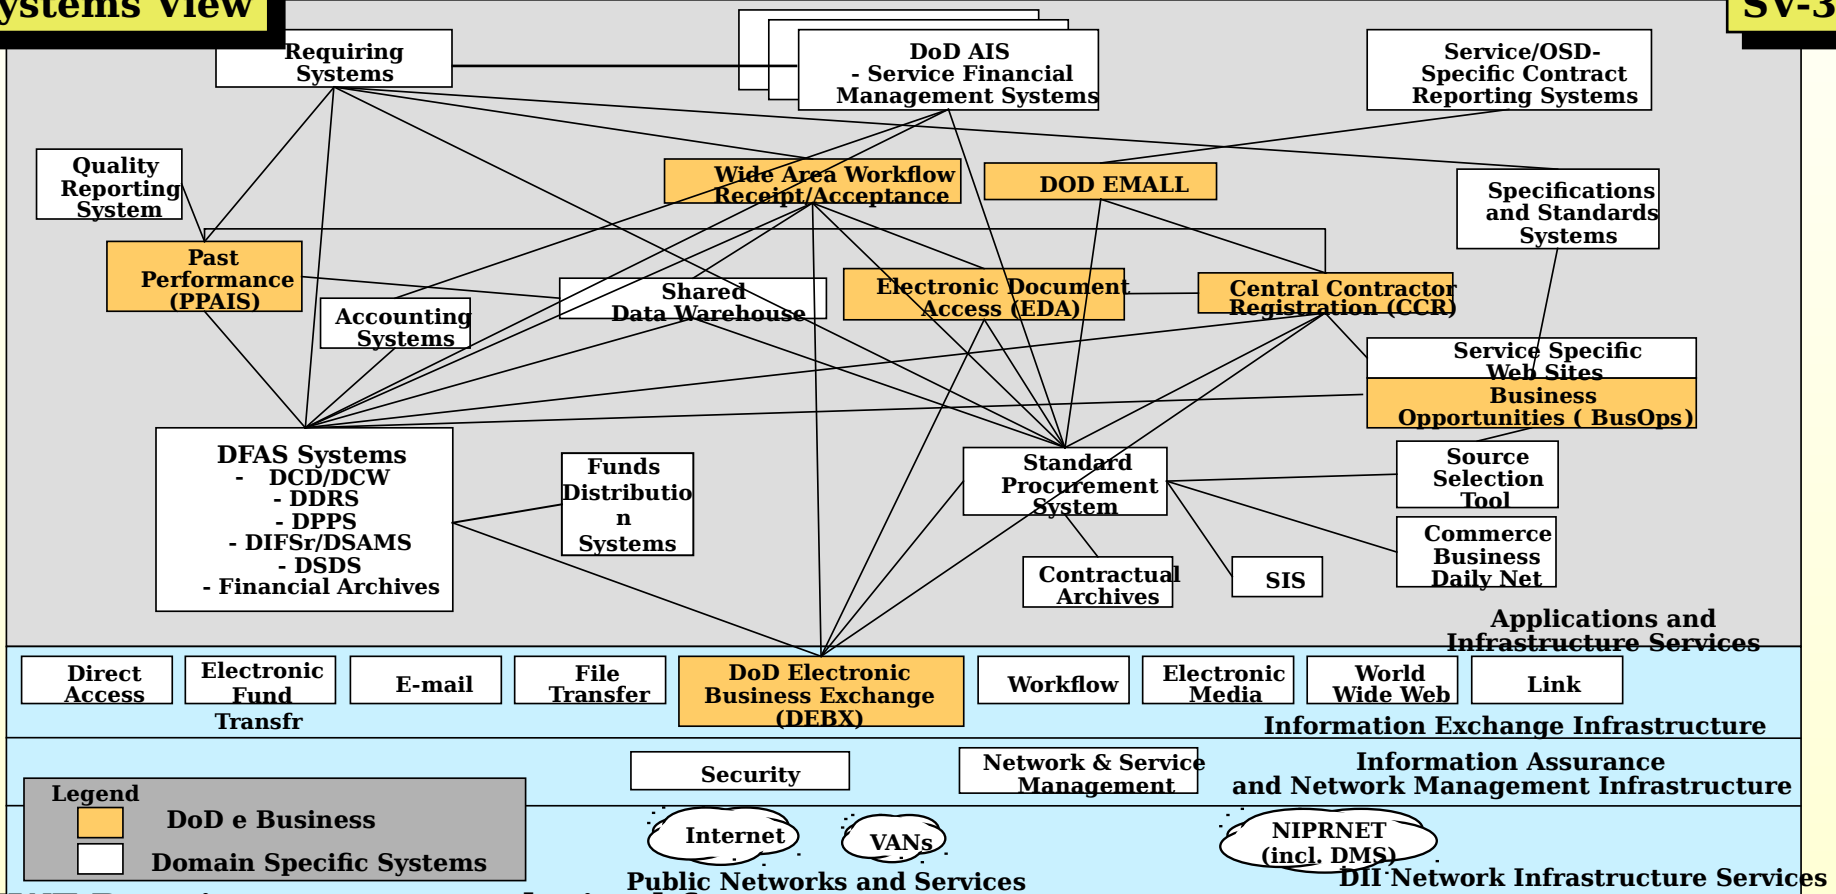 ystems View
SV-3
Requiring
Systems
DoD AIS
- Service Financial
Management Systems
Service/OSD-
Specific Contract
Reporting Systems
Quality
Reporting
System
Wide Area Workflow
Receipt/Acceptance
DOD EMALL
Specifications
and Standards
Systems
Past
Performance
(PPAIS)
Accounting
Systems
Shared
Data Warehouse
Electronic Document
Access (EDA)
Central Contractor
Registration (CCR)
Service Specific
Web Sites
Business
Opportunities ( BusOps)
DFAS Systems
- DCD/DCW
- DDRS
- DPPS
- DIFSr/DSAMS
- DSDS
- Financial Archives
Funds
Distributio
n
Systems
Standard
Procurement
System
Source
Selection
Tool
Commerce
Business
Daily Net
Contractual
Archives
SIS
Applications and
Infrastructure Services
Direct
Access
Electronic
Fund
Transfr
E-mail
File
Transfer
DoD Electronic
Business Exchange
(DEBX)
Workflow
Electronic
Media
World
Wide Web
Link
Information Exchange Infrastructure
Security
Network & Service
Management
Information Assurance
and Network Management Infrastructure
Legend
DoD e Business
Domain Specific Systems
Internet
VANs
NIPRNET
(incl. DMS)
Public Networks and Services
DII Network Infrastructure Services